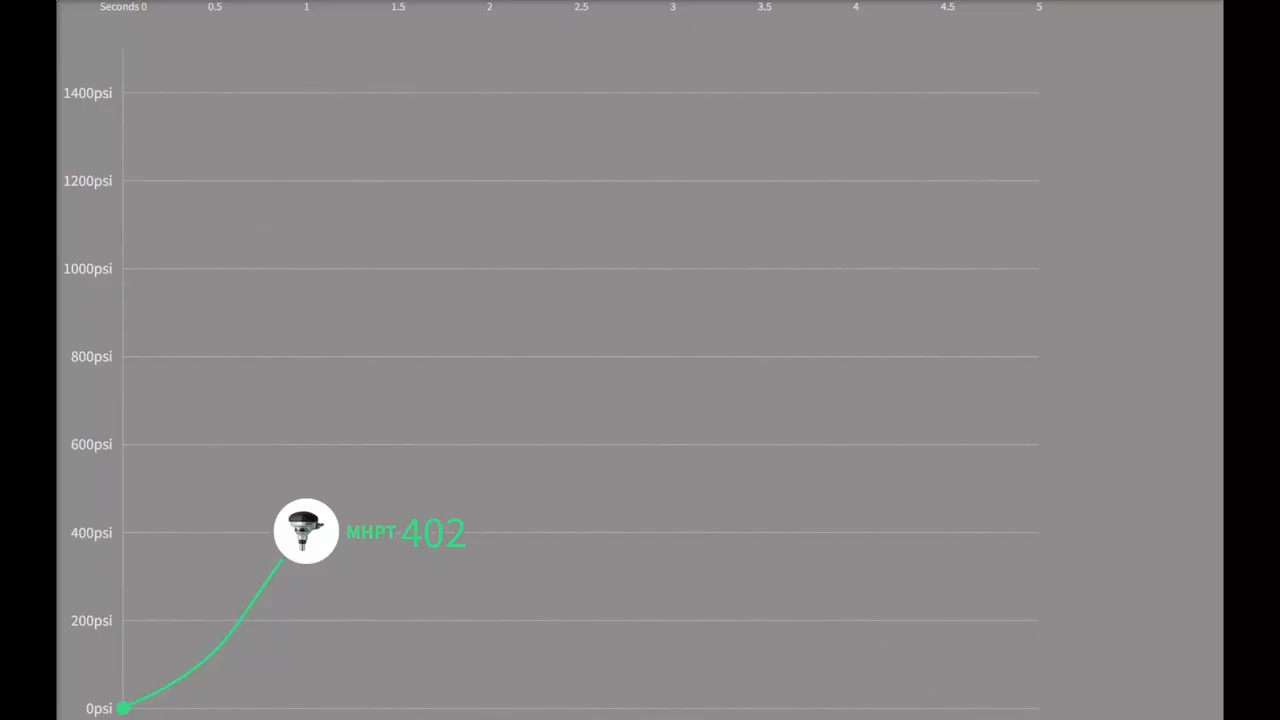 Seconds 0 0.5 1 1.5 2 2.5 3 3.5 4 4.5 5
1400psi
1200psi
1000psi
800psi
600psi
400psi MHPT 402
200psi
0psi